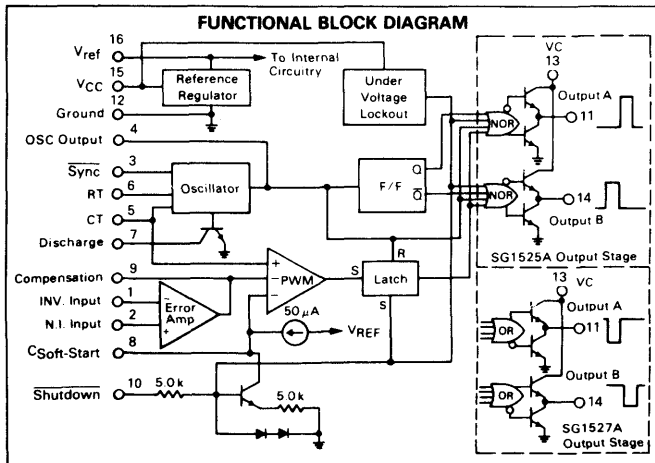 FUNCTIONAL BLOCK DIAGRAM
16
Vref
To Internal
Circuitry
15
VCC
Reference
Regulator
Under
Voltage
Lockout
12
Ground
4
OSC Output
3
Sync
6
RT
5
CT
7
Discharge
Oscillator
F/F
Q
Q
9
Compensation
1
INV. Input
2
N.I. Input
8
CSoft-Start
Error
Amp
-
+
+
-
-
PWM
S
R
Latch
S
50 μA
VREF
10
Shutdown
5.0 k
5.0 k
VC
13
Output A
NOR
11
NOR
14
Output B
SG1525A Output Stage
13 VC
Output A
OR
11
Output B
OR
14
SG1527A
Output Stage